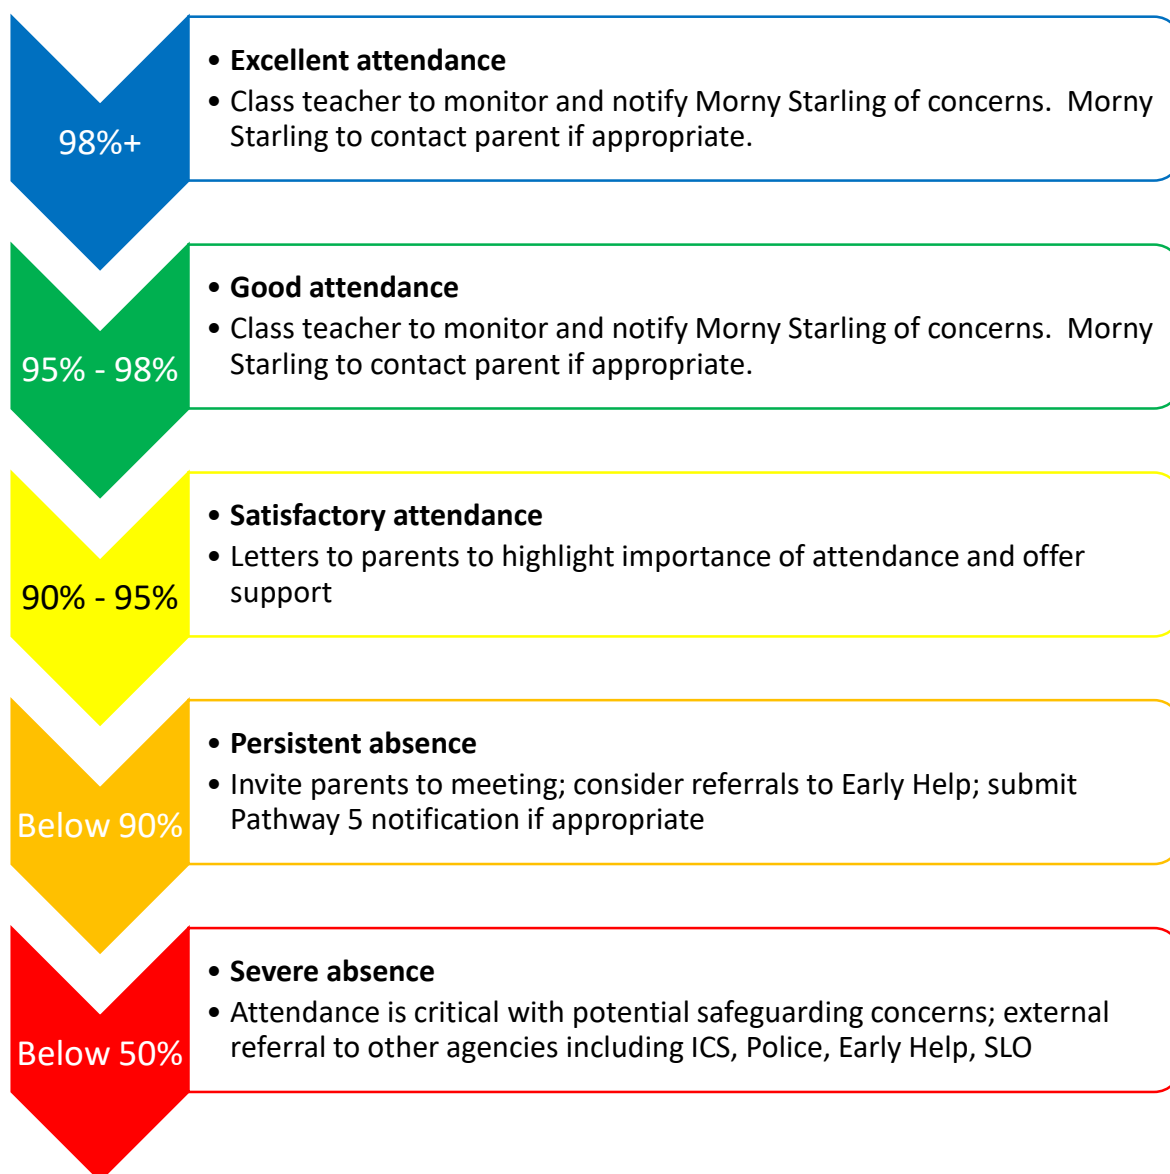 98%+
• Excellent attendance
• Class teacher to monitor and notify Morny Starling of concerns.  Morny
Starling to contact parent if appropriate.
95% - 98%
• Good attendance
• Class teacher to monitor and notify Morny Starling of concerns.  Morny
Starling to contact parent if appropriate.
90% - 95%
• Satisfactory attendance
• Letters to parents to highlight importance of attendance and offer
support
Below 90%
• Persistent absence
• Invite parents to meeting; consider referrals to Early Help; submit
Pathway 5 notification if appropriate
Below 50%
• Severe absence
• Attendance is critical with potential safeguarding concerns; external
referral to other agencies including ICS, Police, Early Help, SLO